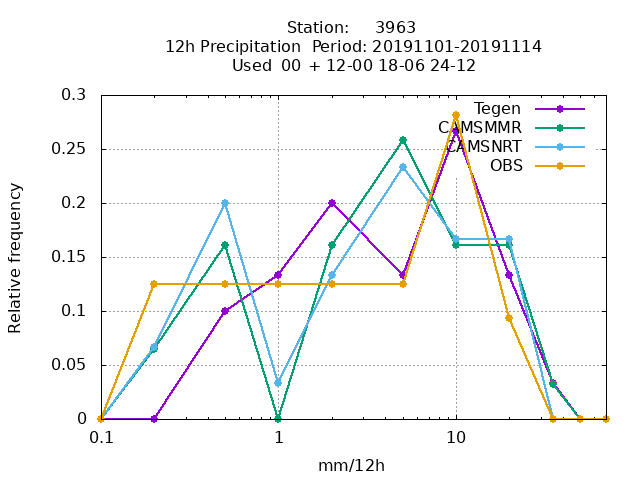 Station: 3963
12h Precipitation Period: 20191101-20191114
Used 00 + 12-00 18-06 24-12
0.3
0.25
0.2
0.15
0.1
0.05
0
0.1 1 10
Relative frequency
mm/12h
Tegen
CAMSMMR
CAMSNRT
OBS